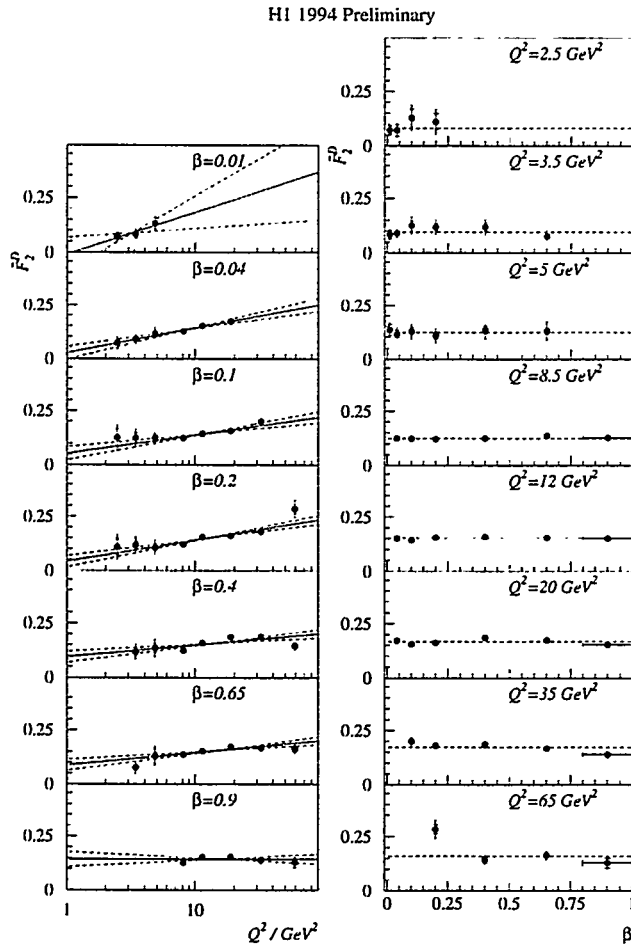 H1 1994 Preliminary
Q²=2.5 GeV²
0.25
0
β=0.01
F̃₂ᴰ
0.25
0
F̃₂ᴰ
Q²=3.5 GeV²
0.25
0
β=0.04
0.25
0
Q²=5 GeV²
0.25
0
β=0.1
0.25
0
Q²=8.5 GeV²
0.25
0
β=0.2
0.25
0
Q²=12 GeV²
0.25
0
β=0.4
0.25
0
Q²=20 GeV²
0.25
0
β=0.65
0.25
0
Q²=35 GeV²
0.25
0
β=0.9
0.25
0
Q²=65 GeV²
0.25
0
1 10
Q² / GeV²
0 0.25 0.5 0.75 1
β